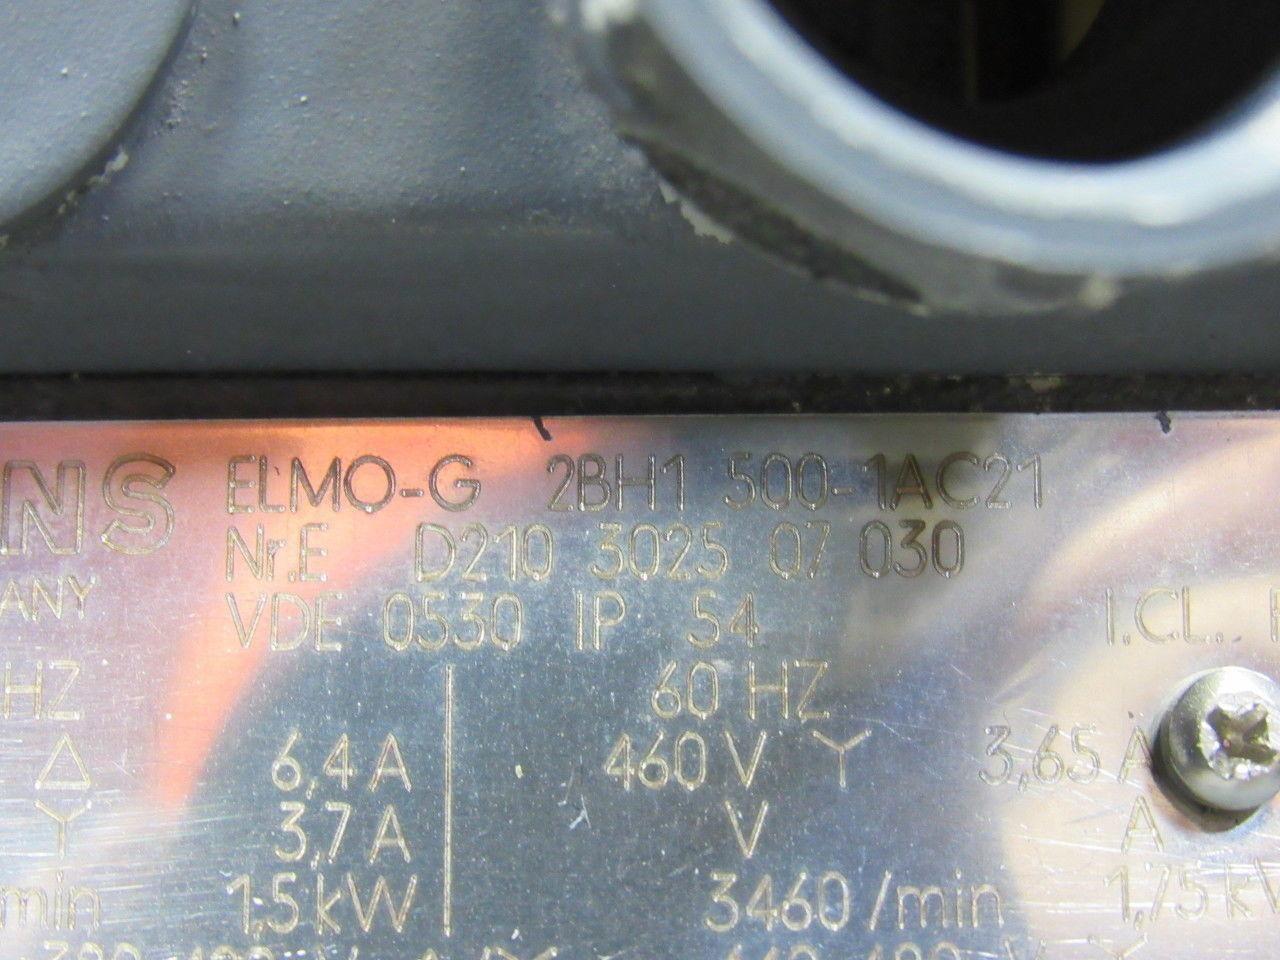 NS ELMO-G 2BH1 500-1AC21
Nr.E D210 3025 07 030
ANY VDE 0530 IP 54 I.CL.
HZ 60 HZ
△ 6,4 A 460 V Y 3,65 A
Y 3,7 A V A
min 1,5 kW 3460/min 1,75 kW